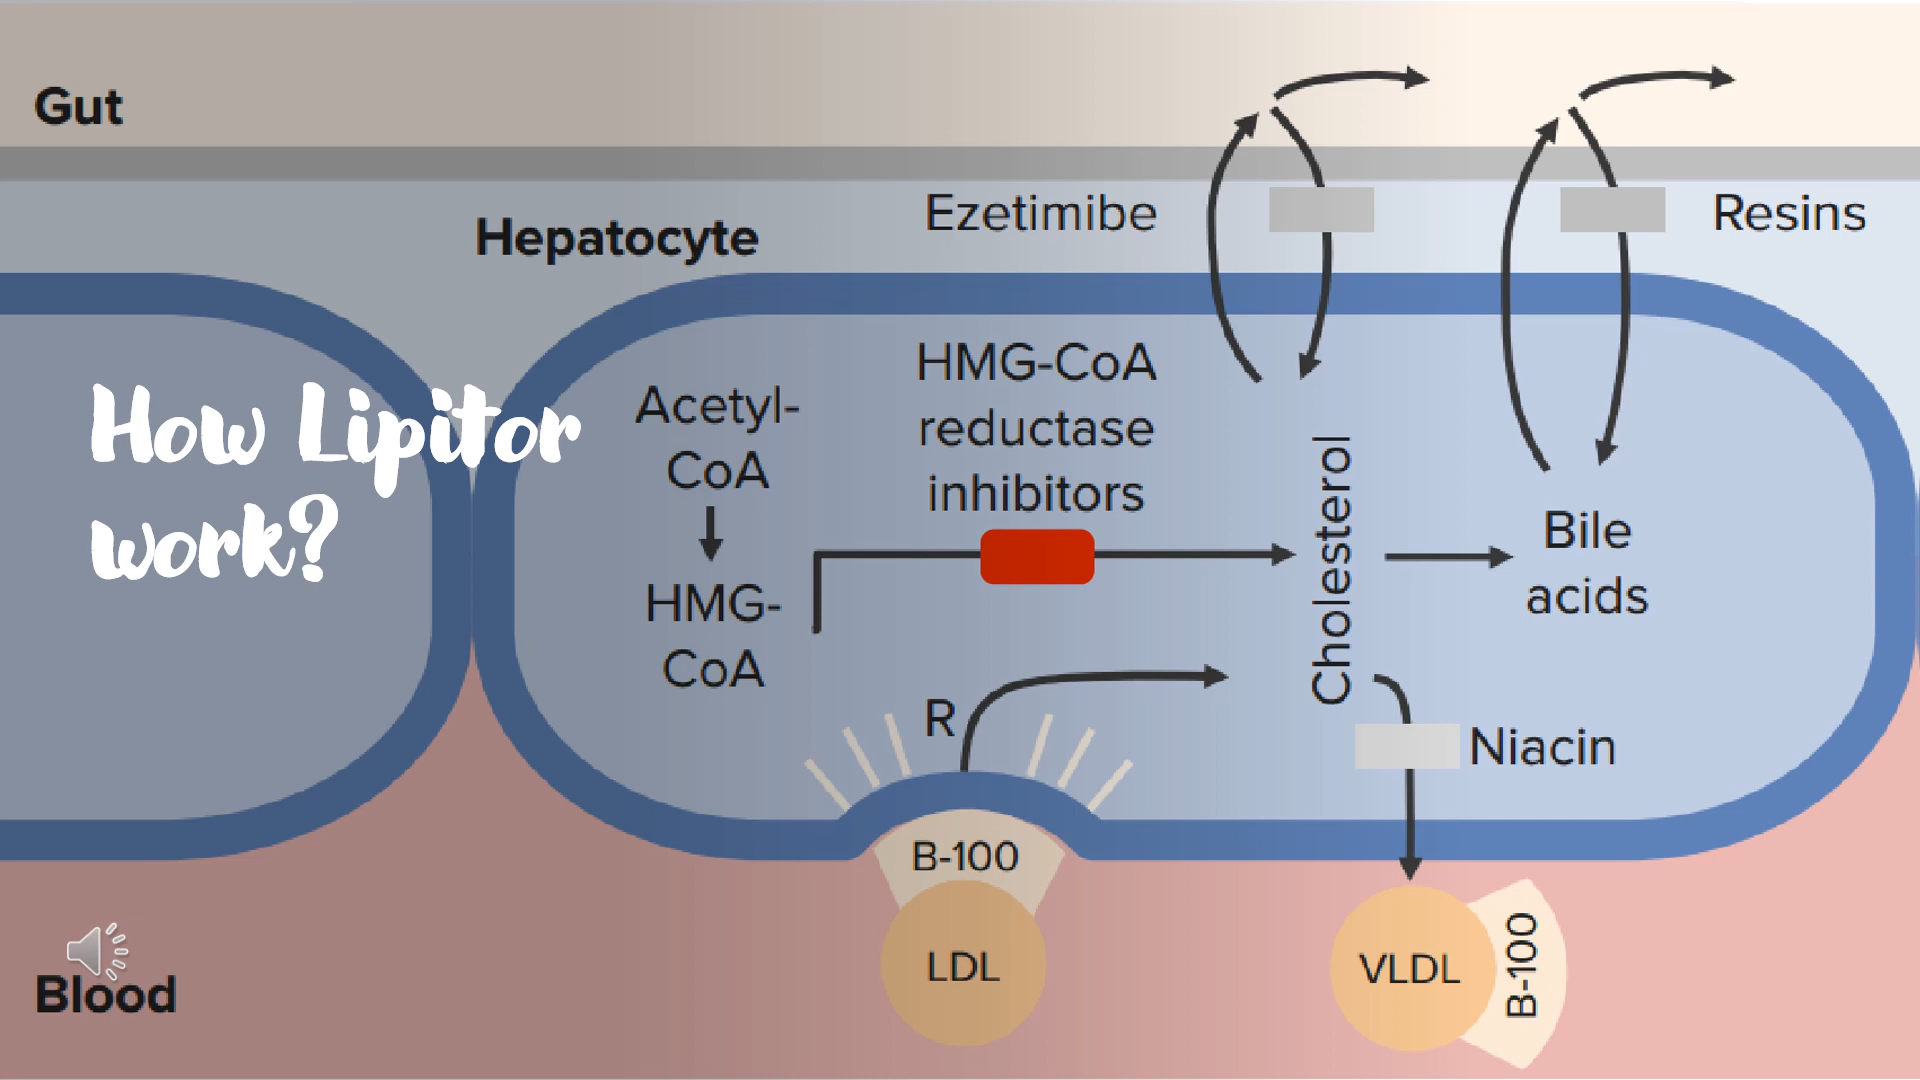 Gut
Hepatocyte
Ezetimibe
Resins
How Lipitor
work?
Acetyl-
CoA
HMG-
CoA
HMG-CoA
reductase
inhibitors
Cholesterol
Bile
acids
R
Niacin
B-100
LDL
VLDL
B-100
Blood